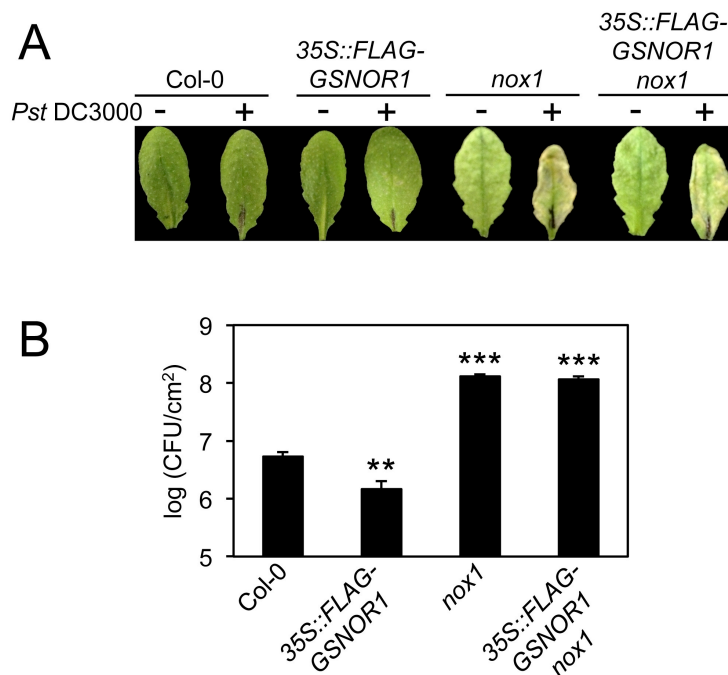 A
Col-0
35S::FLAG-
GSNOR1
nox1
35S::FLAG-
GSNOR1
nox1
Pst DC3000 - + - + - + - +
B
log (CFU/cm²)
9
8
7
6
5
**
***
***
Col-0
35S::FLAG-
GSNOR1
nox1
35S::FLAG-
GSNOR1
nox1